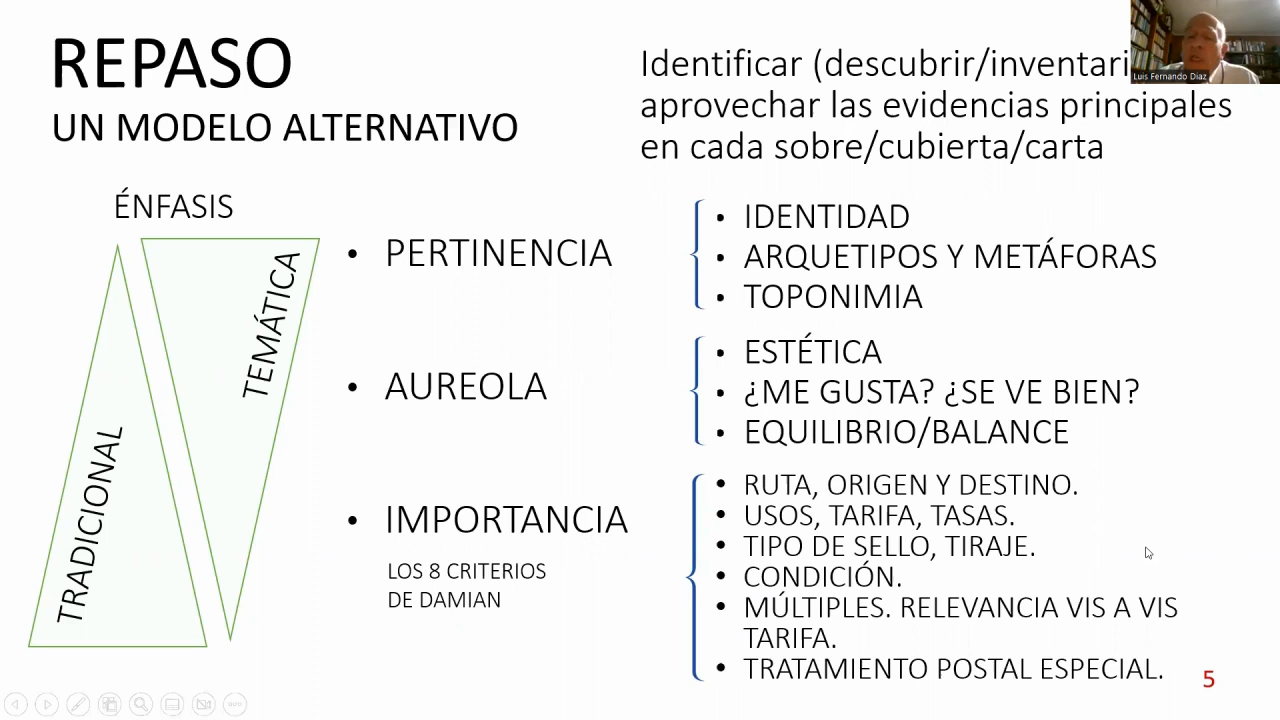 REPASO
UN MODELO ALTERNATIVO
Identificar (descubrir/inventari
aprovechar las evidencias principales
en cada sobre/cubierta/carta
Luis Fernando Diaz
ÉNFASIS
TRADICIONAL
TEMÁTICA
• PERTINENCIA
• IDENTIDAD
• ARQUETIPOS Y METÁFORAS
• TOPONIMIA
• AUREOLA
• ESTÉTICA
• ¿ME GUSTA? ¿SE VE BIEN?
• EQUILIBRIO/BALANCE
• IMPORTANCIA
LOS 8 CRITERIOS
DE DAMIAN
• RUTA, ORIGEN Y DESTINO.
• USOS, TARIFA, TASAS.
• TIPO DE SELLO, TIRAJE.
• CONDICIÓN.
• MÚLTIPLES. RELEVANCIA VIS A VIS
TARIFA.
• TRATAMIENTO POSTAL ESPECIAL.
5